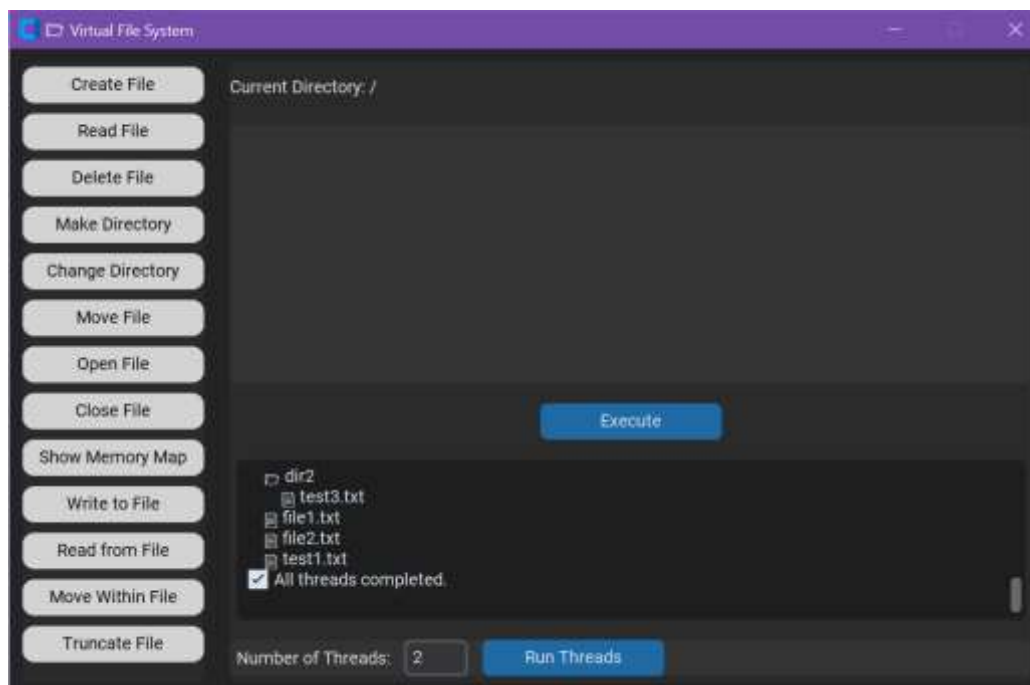 Virtual File System
Create File
Read File
Delete File
Make Directory
Change Directory
Move File
Open File
Close File
Show Memory Map
Write to File
Read from File
Move Within File
Truncate File
Current Directory: /
Execute
dir2
test3.txt
file1.txt
file2.txt
test1.txt
All threads completed.
Number of Threads: 2 Run Threads